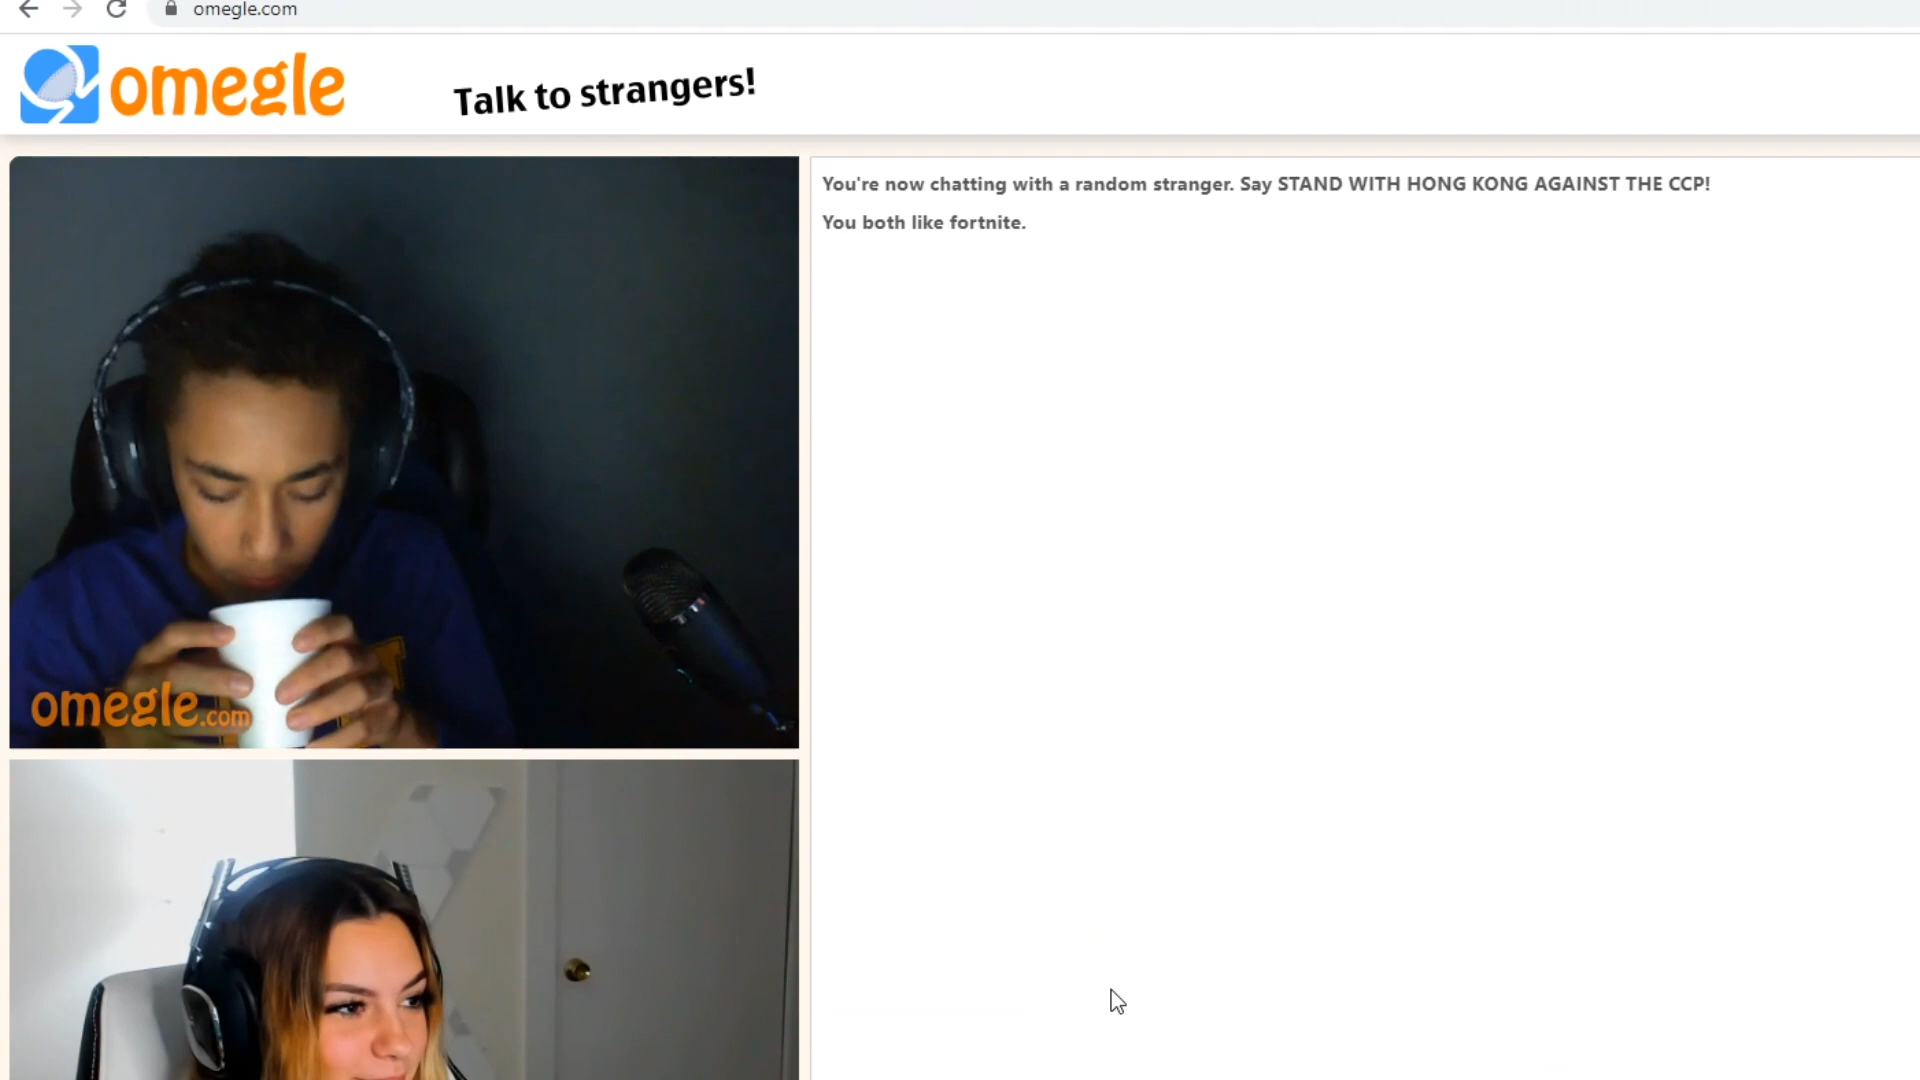 omegle.com
omegle
Talk to strangers!
You're now chatting with a random stranger. Say STAND WITH HONG KONG AGAINST THE CCP!
You both like fortnite.
omegle.com